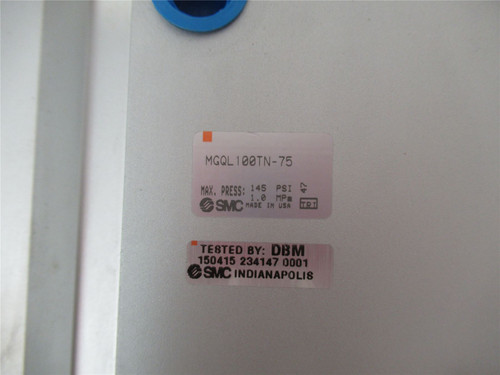 MGQL100TN-75
MAX. PRESS: 145 PSI
1.0 MPa
47
SMC MADE IN USA
TESTED BY: DBM
150415 234147 0001
SMC INDIANAPOLIS